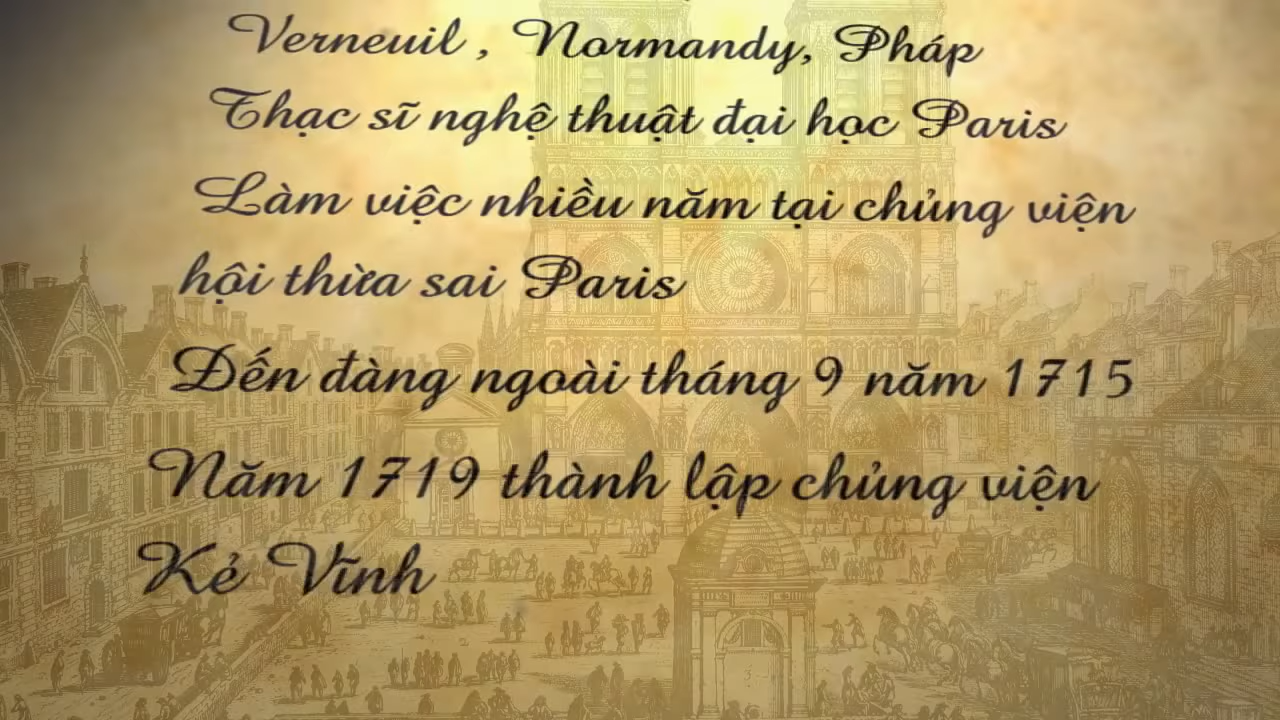 Verneuil , Normandy, Pháp
Thạc sĩ nghệ thuật đại học Paris
Làm việc nhiều năm tại chủng viện
hội thừa sai Paris
Đến đàng ngoài tháng 9 năm 1715
Năm 1719 thành lập chủng viện
Kẻ Vĩnh